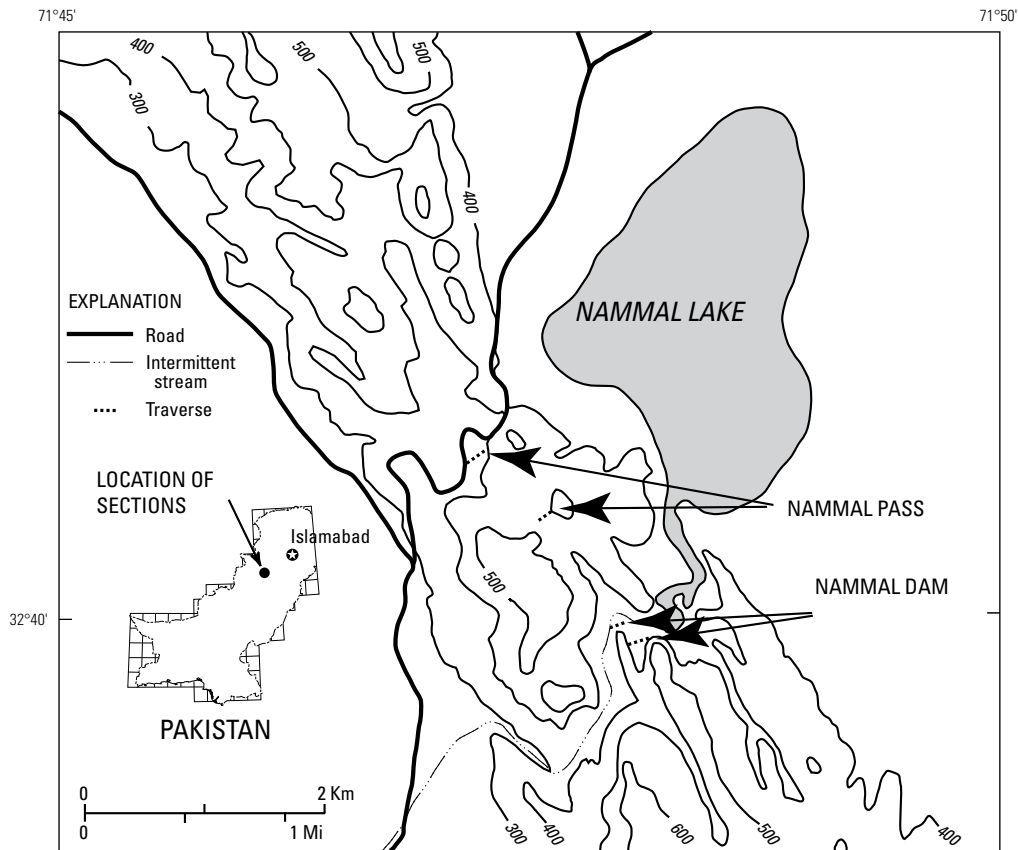 71°45'
71°50'
400
500
500
300
400
EXPLANATION
Road
Intermittent
stream
Traverse
NAMMAL LAKE
LOCATION OF
SECTIONS
Islamabad
NAMMAL PASS
500
NAMMAL DAM
32°40'
PAKISTAN
0
2 Km
0
1 Mi
300
400
600
500
400